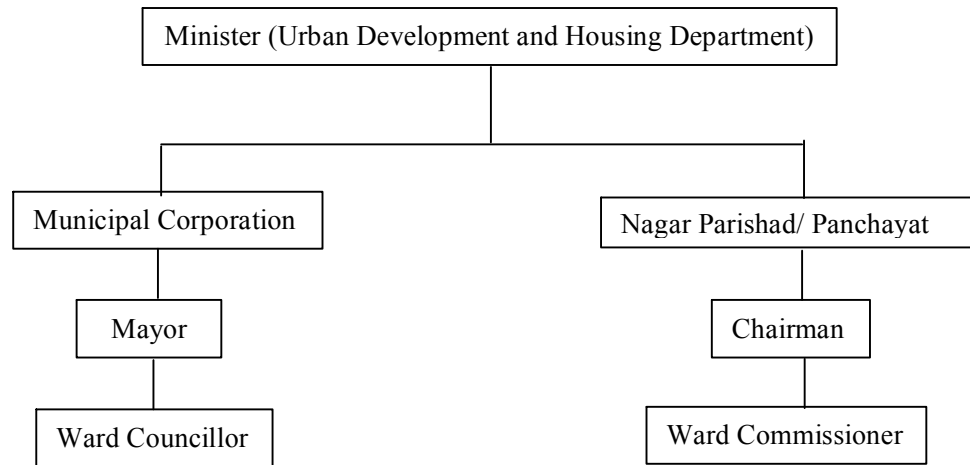 Minister (Urban Development and Housing Department)
Municipal Corporation
Nagar Parishad/ Panchayat
Mayor
Chairman
Ward Councillor
Ward Commissioner